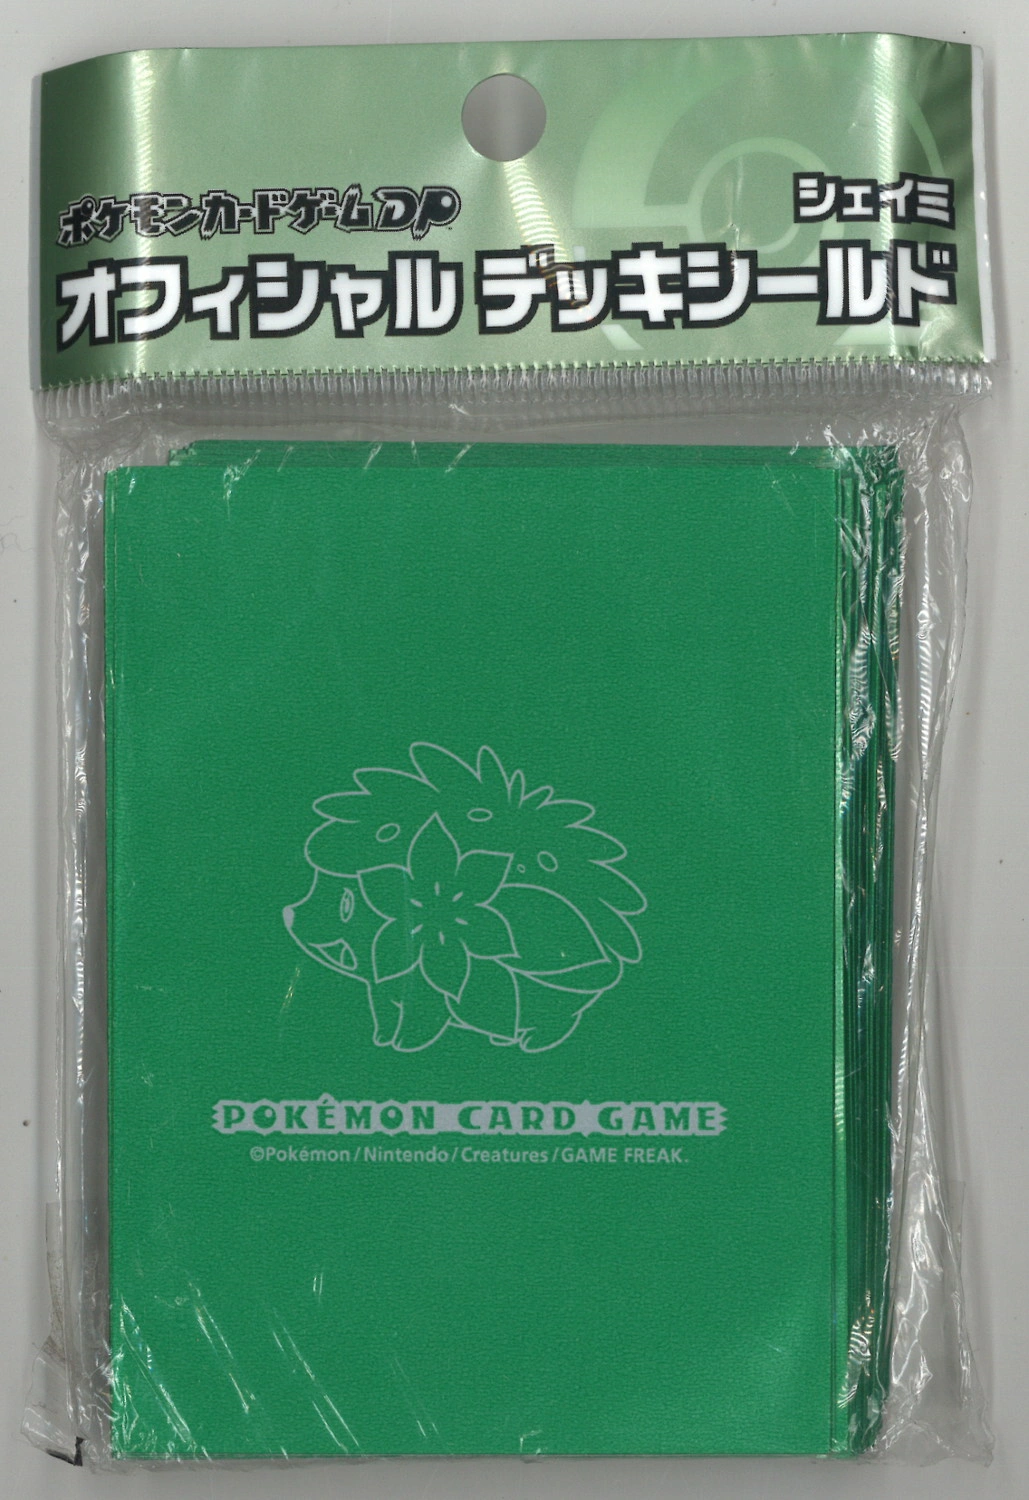 ポケモンカードゲームDP
シェイミ
オフィシャル デッキシールド
POKÉMON CARD GAME
©Pokémon/Nintendo/Creatures/GAME FREAK.